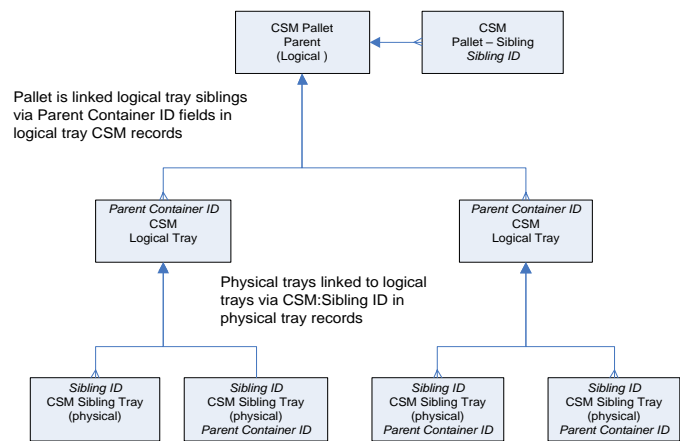 CSM Pallet
Parent
(Logical )
CSM
Pallet – Sibling
Sibling ID
Pallet is linked logical tray siblings
via Parent Container ID fields in
logical tray CSM records
Parent Container ID
CSM
Logical Tray
Parent Container ID
CSM
Logical Tray
Physical trays linked to logical
trays via CSM:Sibling ID in
physical tray records
Sibling ID
CSM Sibling Tray
(physical)
Sibling ID
CSM Sibling Tray
(physical)
Parent Container ID
Sibling ID
CSM Sibling Tray
(physical)
Parent Container ID
Sibling ID
CSM Sibling Tray
(physical)
Parent Container ID